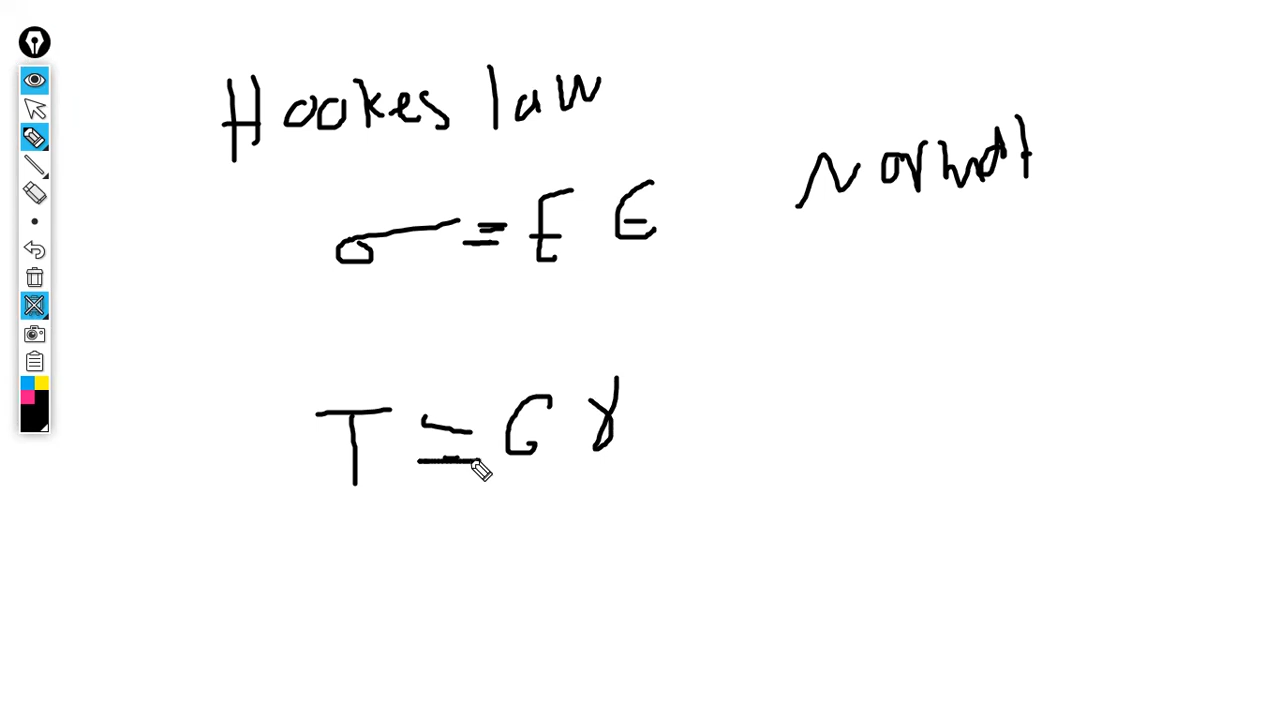 Hookes law
Normal
σ = E ε
τ = G γ